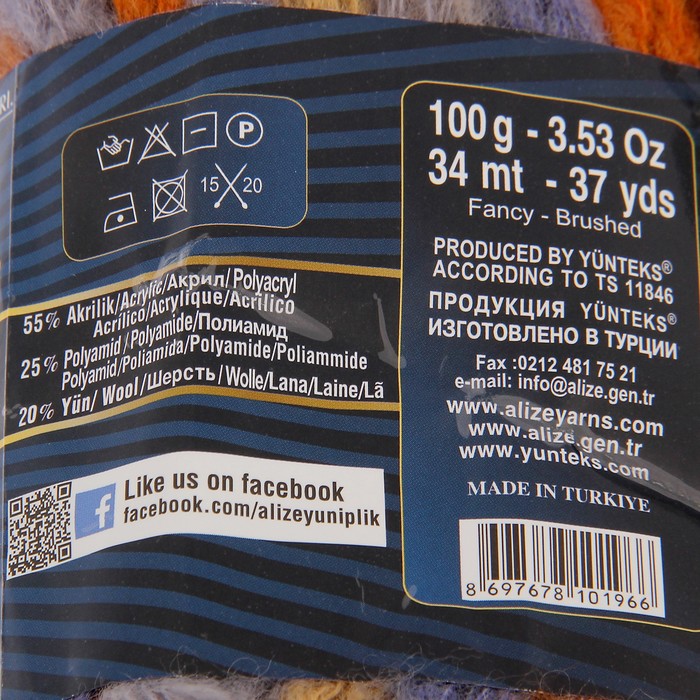 RI.
P
15 20
55% Akrilik/Acrylic/Акрил/Polyacryl
Acrílico/Acrylique/Acrilico
25% Polyamid/Polyamide/Полиамид
Polyamid/Poliamida/Polyamide/Poliammide
20% Yün/Wool/Шерсть/Wolle/Lana/Laine/Lã
Like us on facebook
facebook.com/alizeyuniplik
100g - 3.53 Oz
34 mt - 37 yds
Fancy - Brushed
PRODUCED BY YÜNTEKS®
ACCORDING TO TS 11846
ПРОДУКЦИЯ YÜNTEKS®
ИЗГОТОВЛЕНО В ТУРЦИИ
Fax :0212 481 75 21
e-mail: info@alize.gen.tr
www.alizeyarns.com
www.alize.gen.tr
www.yunteks.com
MADE IN TURKIYE
8 697678 101966